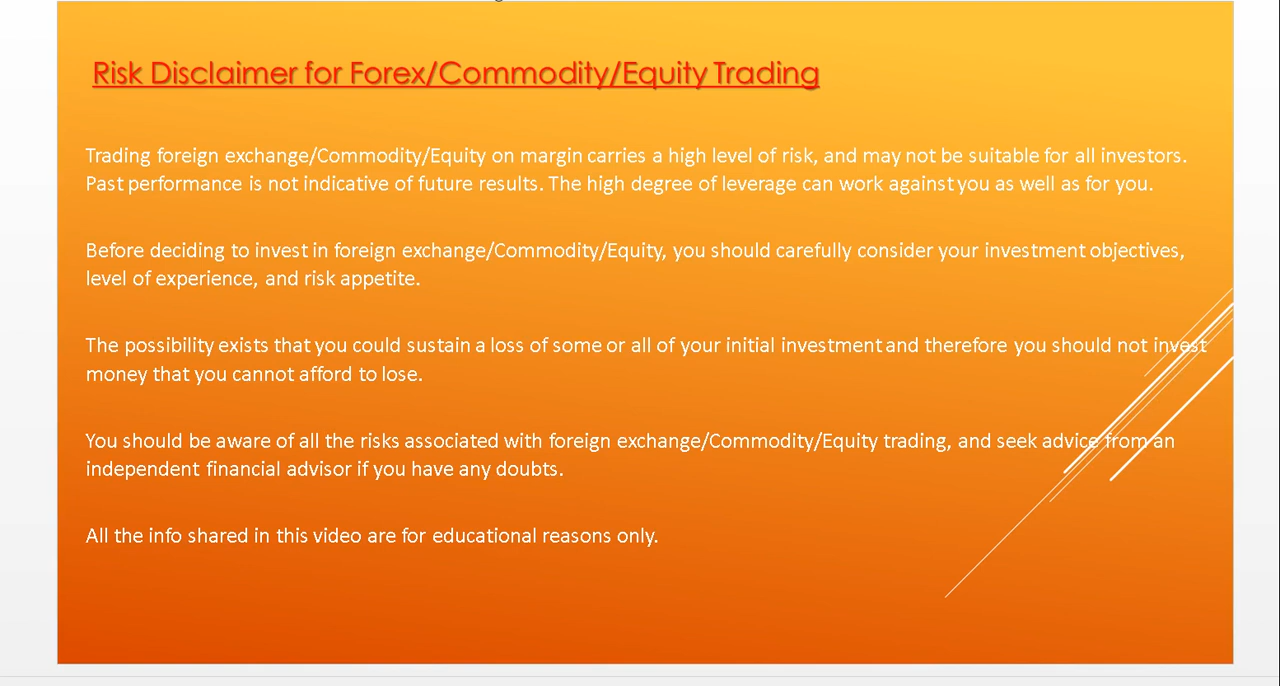 Risk Disclaimer for Forex/Commodity/Equity Trading
Trading foreign exchange/Commodity/Equity on margin carries a high level of risk, and may not be suitable for all investors.
Past performance is not indicative of future results. The high degree of leverage can work against you as well as for you.
Before deciding to invest in foreign exchange/Commodity/Equity, you should carefully consider your investment objectives,
level of experience, and risk appetite.
The possibility exists that you could sustain a loss of some or all of your initial investment and therefore you should not invest
money that you cannot afford to lose.
You should be aware of all the risks associated with foreign exchange/Commodity/Equity trading, and seek advice from an
independent financial advisor if you have any doubts.
All the info shared in this video are for educational reasons only.